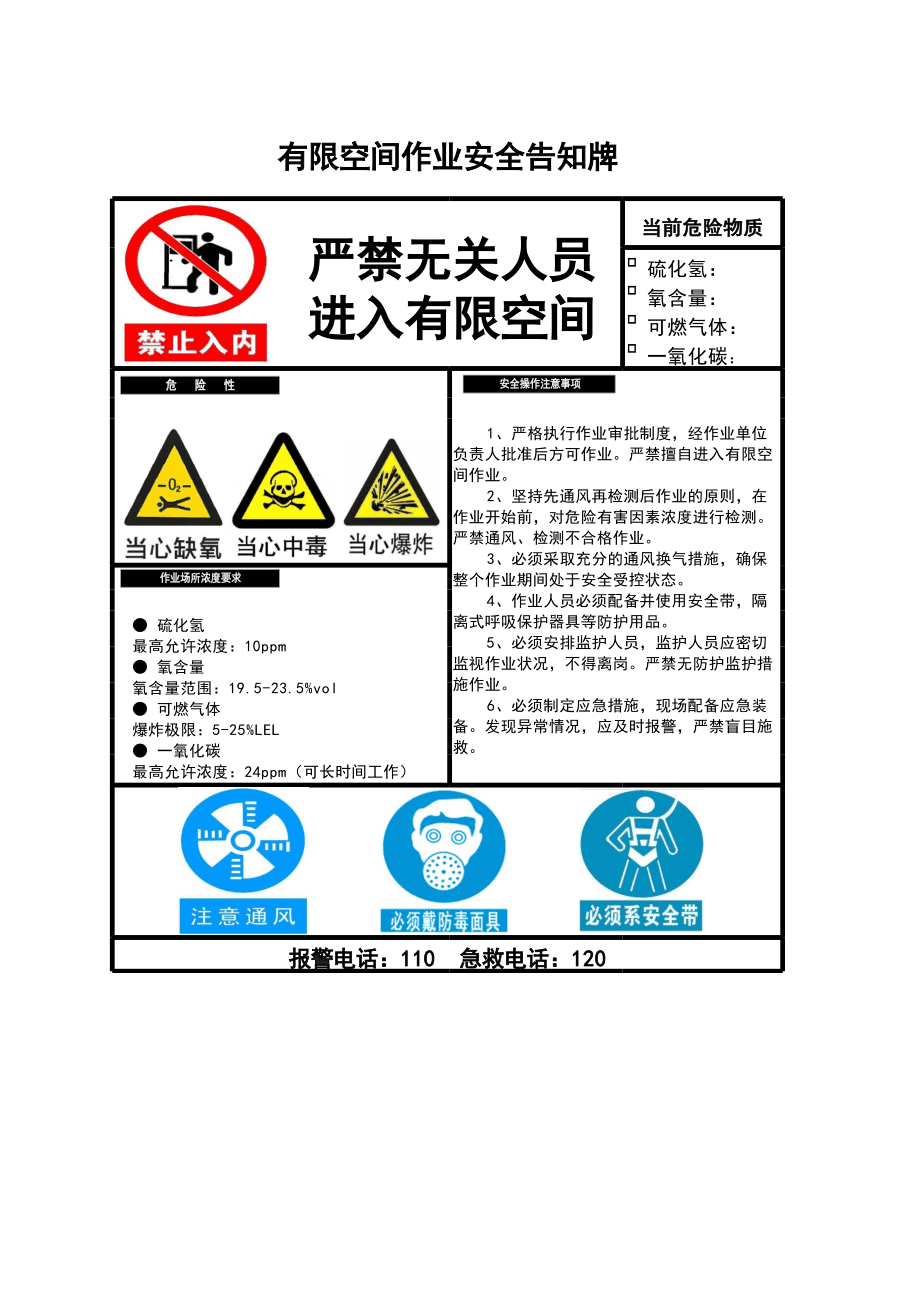 有限空间作业安全告知牌
禁止入内
严禁无关人员
进入有限空间
当前危险物质
硫化氢：
氧含量：
可燃气体：
一氧化碳：
危 险 性
-O₂-
当心缺氧
当心中毒
当心爆炸
作业场所浓度要求
● 硫化氢
最高允许浓度：10ppm
● 氧含量
氧含量范围：19.5-23.5%vol
● 可燃气体
爆炸极限：5-25%LEL
● 一氧化碳
最高允许浓度：24ppm（可长时间工作）
安全操作注意事项
1、严格执行作业审批制度，经作业单位
负责人批准后方可作业。严禁擅自进入有限空
间作业。
2、坚持先通风再检测后作业的原则，在
作业开始前，对危险有害因素浓度进行检测。
严禁通风、检测不合格作业。
3、必须采取充分的通风换气措施，确保
整个作业期间处于安全受控状态。
4、作业人员必须配备并使用安全带，隔
离式呼吸保护器具等防护用品。
5、必须安排监护人员，监护人员应密切
监视作业状况，不得离岗。严禁无防护监护措
施作业。
6、必须制定应急措施，现场配备应急装
备。发现异常情况，应及时报警，严禁盲目施
救。
注意通风
必须戴防毒面具
必须系安全带
报警电话：110 急救电话：120